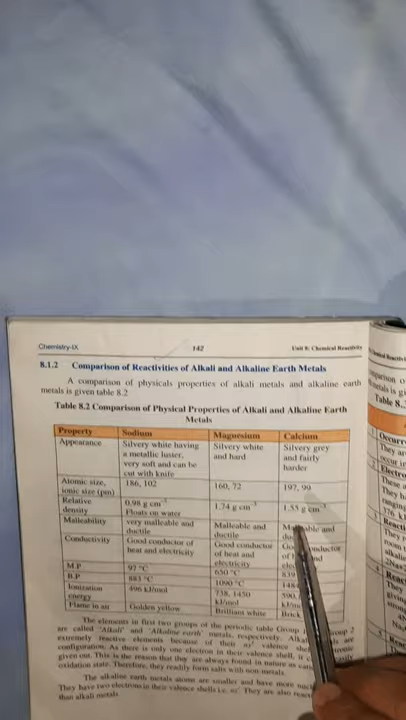 Chemistry-IX 142 Unit 8: Chemical Reactivity
8.1.2 Comparison of Reactivities of Alkali and Alkaline Earth Metals
A comparison of physicals properties of alkali metals and alkaline earth
metals is given table 8.2
Table 8.2 Comparison of Physical Properties of Alkali and Alkaline Earth
Metals
Property Sodium Magnesium Calcium
Appearance Silvery white having a metallic luster, very soft and can be cut with knife Silvery white and hard Silvery grey and fairly harder
Atomic size, ionic size (pm) 186, 102 160, 72 197, 99
Relative density 0.98 g cm⁻³ Floats on water 1.74 g cm⁻³ 1.55 g cm⁻³
Malleability very malleable and ductile Malleable and ductile
Conductivity Good conductor of heat and electricity Good conductor of heat and electricity
M.P 97 °C 650 °C
B.P 883 °C 1090 °C
Ionization energy 496 kJ/mol 738, 1450 kJ/mol
Flame in air Golden yellow Brilliant white Brick
The elements in first two groups of the periodic table Group
are called 'Alkali' and 'Alkaline earth' metals, respectively.
extremely reactive elements because of their ns¹ valence
configuration. As there is only one electron in their valence shell, it
given out. This is the reason that they are always found in nature
oxidation state. Therefore, they readily form salts with non-metals.
The alkaline earth metals atoms are smaller and have more
They have two electrons in their valence shells i.e.
than alkali metals.